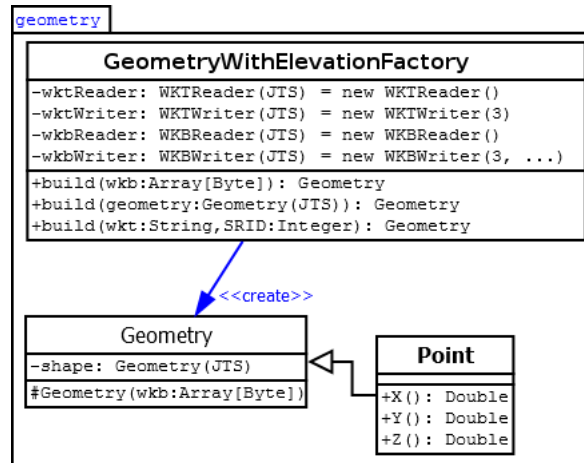 geometry
GeometryWithElevationFactory
-wktReader: WKTReader(JTS) = new WKTReader()
-wktWriter: WKTWriter(JTS) = new WKTWriter(3)
-wkbReader: WKBReader(JTS) = new WKBReader()
-wkbWriter: WKBWriter(JTS) = new WKBWriter(3, ...)
+build(wkb:Array[Byte]): Geometry
+build(geometry:Geometry(JTS)): Geometry
+build(wkt:String,SRID:Integer): Geometry
<<create>>
Geometry
-shape: Geometry(JTS)
#Geometry(wkb:Array[Byte])
Point
+X(): Double
+Y(): Double
+Z(): Double